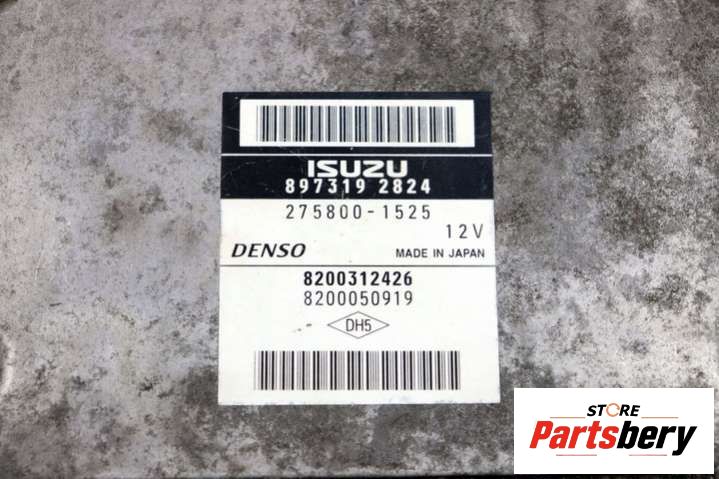 ISUZU
897319 2824
275800-1525
12V
DENSO MADE IN JAPAN
8200312426
8200050919
DH5
STORE
Partsbery